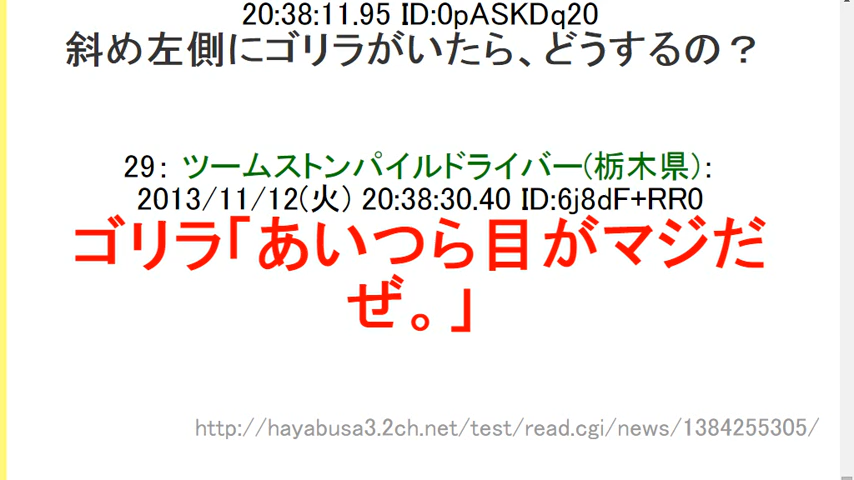 20:38:11.95 ID:0pASKDq20
斜め左側にゴリラがいたら、どうするの？
29： ツームストンパイルドライバー(栃木県)：
2013/11/12(火) 20:38:30.40 ID:6j8dF+RR0
ゴリラ「あいつら目がマジだ
ぜ。」
http://hayabusa3.2ch.net/test/read.cgi/news/1384255305/